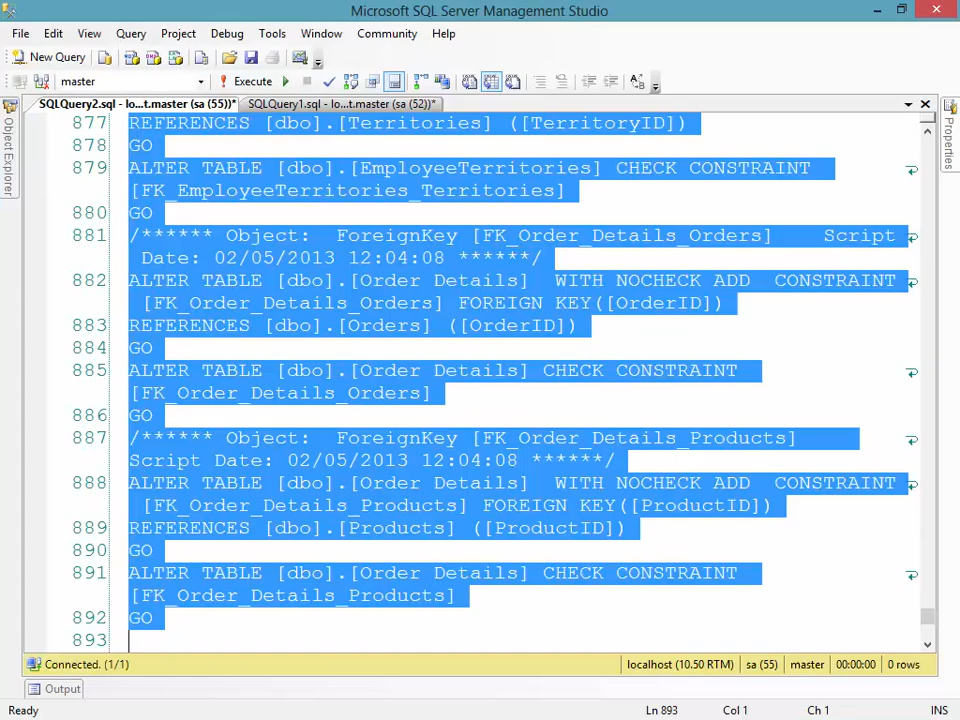 Microsoft SQL Server Management Studio
File Edit View Query Project Debug Tools Window Community Help
New Query
master Execute
SQLQuery2.sql - lo...t.master (sa (55))* SQLQuery1.sql - lo...t.master (sa (52))*
Object Explorer
Properties
877 REFERENCES [dbo].[Territories] ([TerritoryID])
878 GO
879 ALTER TABLE [dbo].[EmployeeTerritories] CHECK CONSTRAINT
[FK_EmployeeTerritories_Territories]
880 GO
881 /****** Object:  ForeignKey [FK_Order_Details_Orders]    Script
Date: 02/05/2013 12:04:08 ******/
882 ALTER TABLE [dbo].[Order Details]  WITH NOCHECK ADD  CONSTRAINT
[FK_Order_Details_Orders] FOREIGN KEY([OrderID])
883 REFERENCES [dbo].[Orders] ([OrderID])
884 GO
885 ALTER TABLE [dbo].[Order Details] CHECK CONSTRAINT
[FK_Order_Details_Orders]
886 GO
887 /****** Object:  ForeignKey [FK_Order_Details_Products]
Script Date: 02/05/2013 12:04:08 ******/
888 ALTER TABLE [dbo].[Order Details]  WITH NOCHECK ADD  CONSTRAINT
[FK_Order_Details_Products] FOREIGN KEY([ProductID])
889 REFERENCES [dbo].[Products] ([ProductID])
890 GO
891 ALTER TABLE [dbo].[Order Details] CHECK CONSTRAINT
[FK_Order_Details_Products]
892 GO
893
Connected. (1/1) localhost (10.50 RTM) sa (55) master 00:00:00 0 rows
Output
Ready Ln 893 Col 1 Ch 1 INS